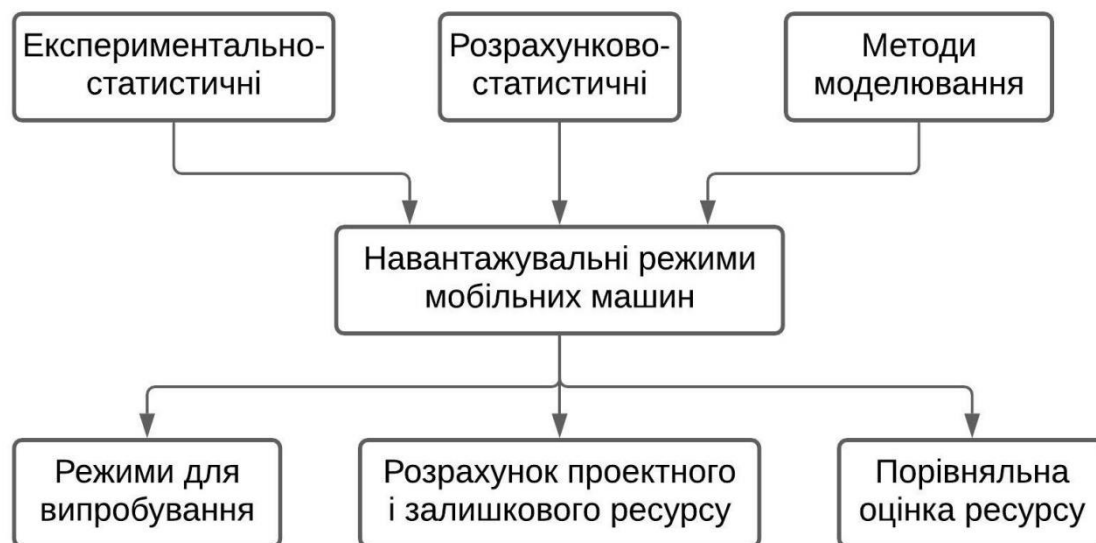 Експериментально-
статистичні
Розрахунково-
статистичні
Методи
моделювання
Навантажувальні режими
мобільних машин
Режими для
випробування
Розрахунок проектного
і залишкового ресурсу
Порівняльна
оцінка ресурсу